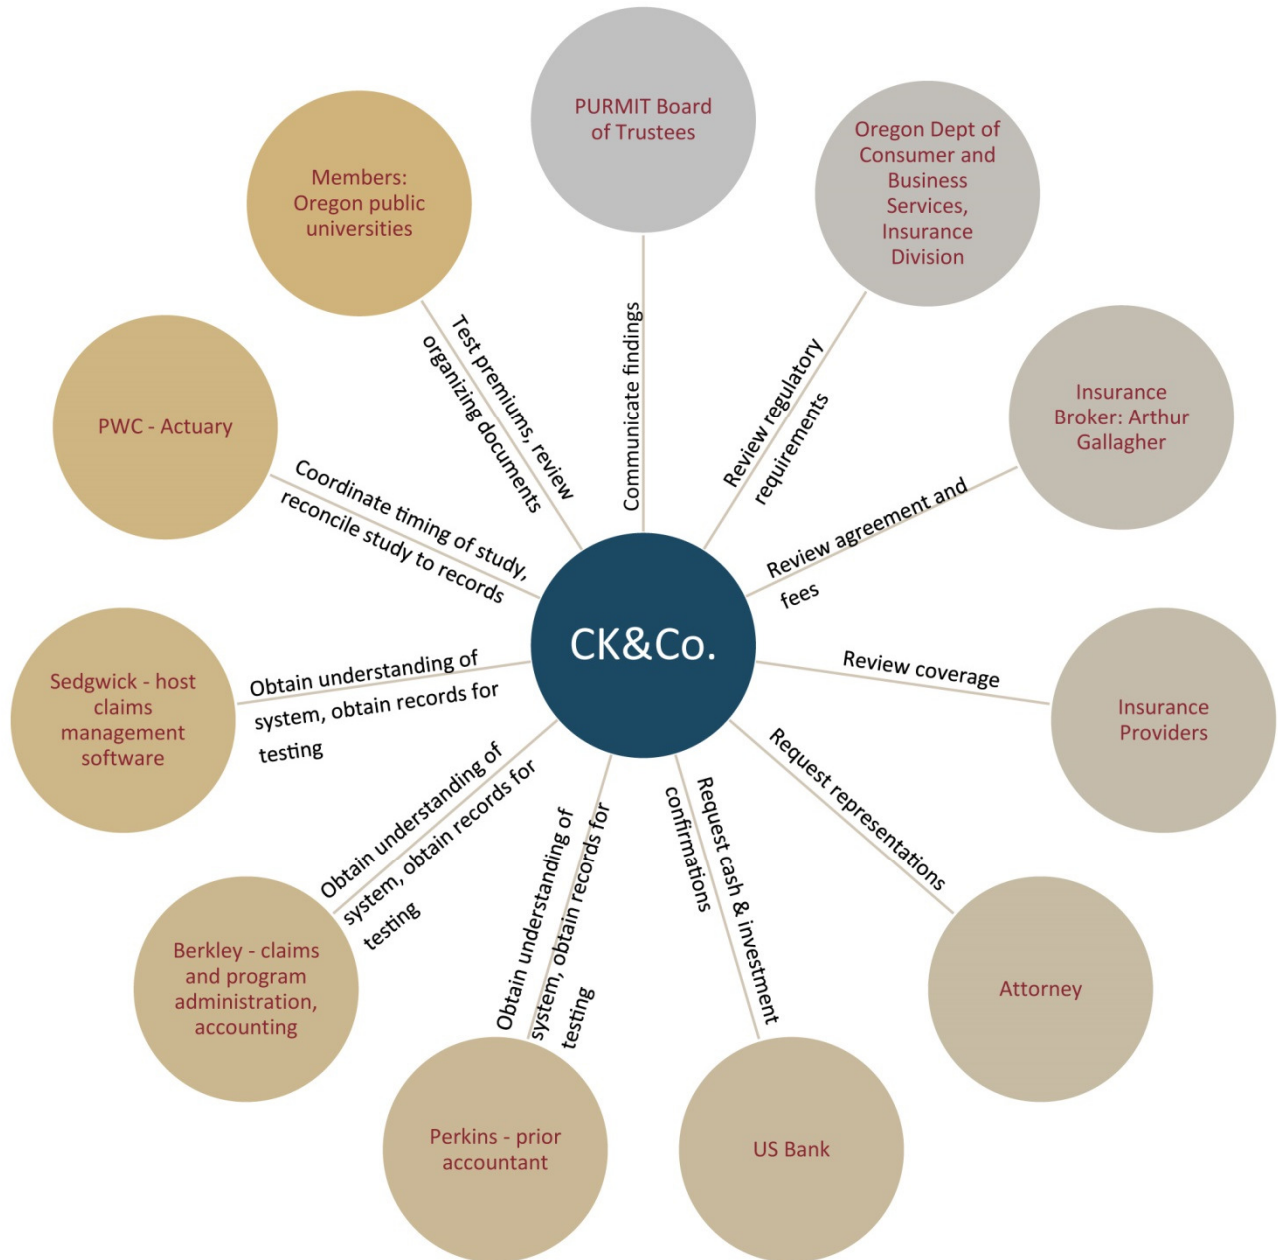 PURMIT Board
of Trustees
Communicate findings
Oregon Dept of
Consumer and
Business
Services,
Insurance
Division
Review regulatory
requirements
Insurance
Broker: Arthur
Gallagher
Review agreement and
fees
Insurance
Providers
Review coverage
Attorney
Request representations
US Bank
Request cash & investment
confirmations
Perkins - prior
accountant
Obtain understanding of
system, obtain records for
testing
Berkley - claims
and program
administration,
accounting
Obtain understanding of
system, obtain records for
testing
Sedgwick - host
claims
management
software
Obtain understanding of
system, obtain records for
testing
PWC - Actuary
Coordinate timing of study,
reconcile study to records
Members:
Oregon public
universities
Test premiums, review
organizing documents
CK&Co.